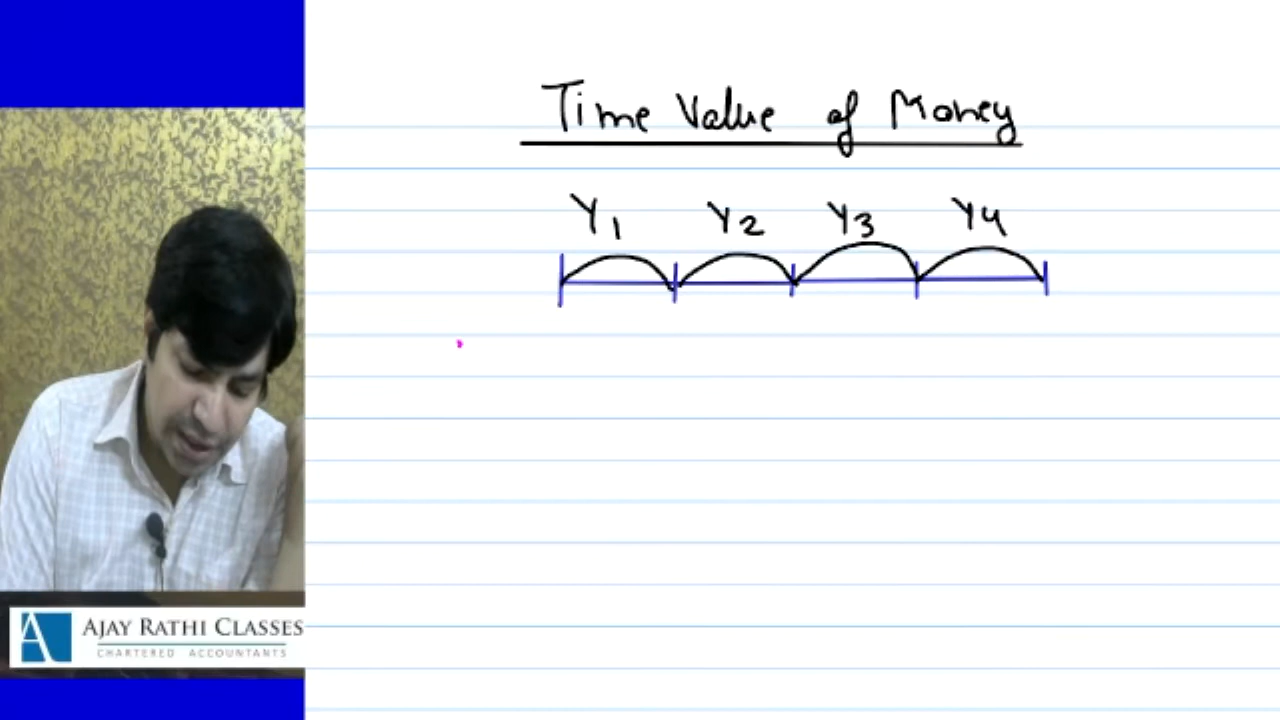 Time Value of Money
Y1 Y2 Y3 Y4
AJAY RATHI CLASSES
CHARTERED ACCOUNTANTS